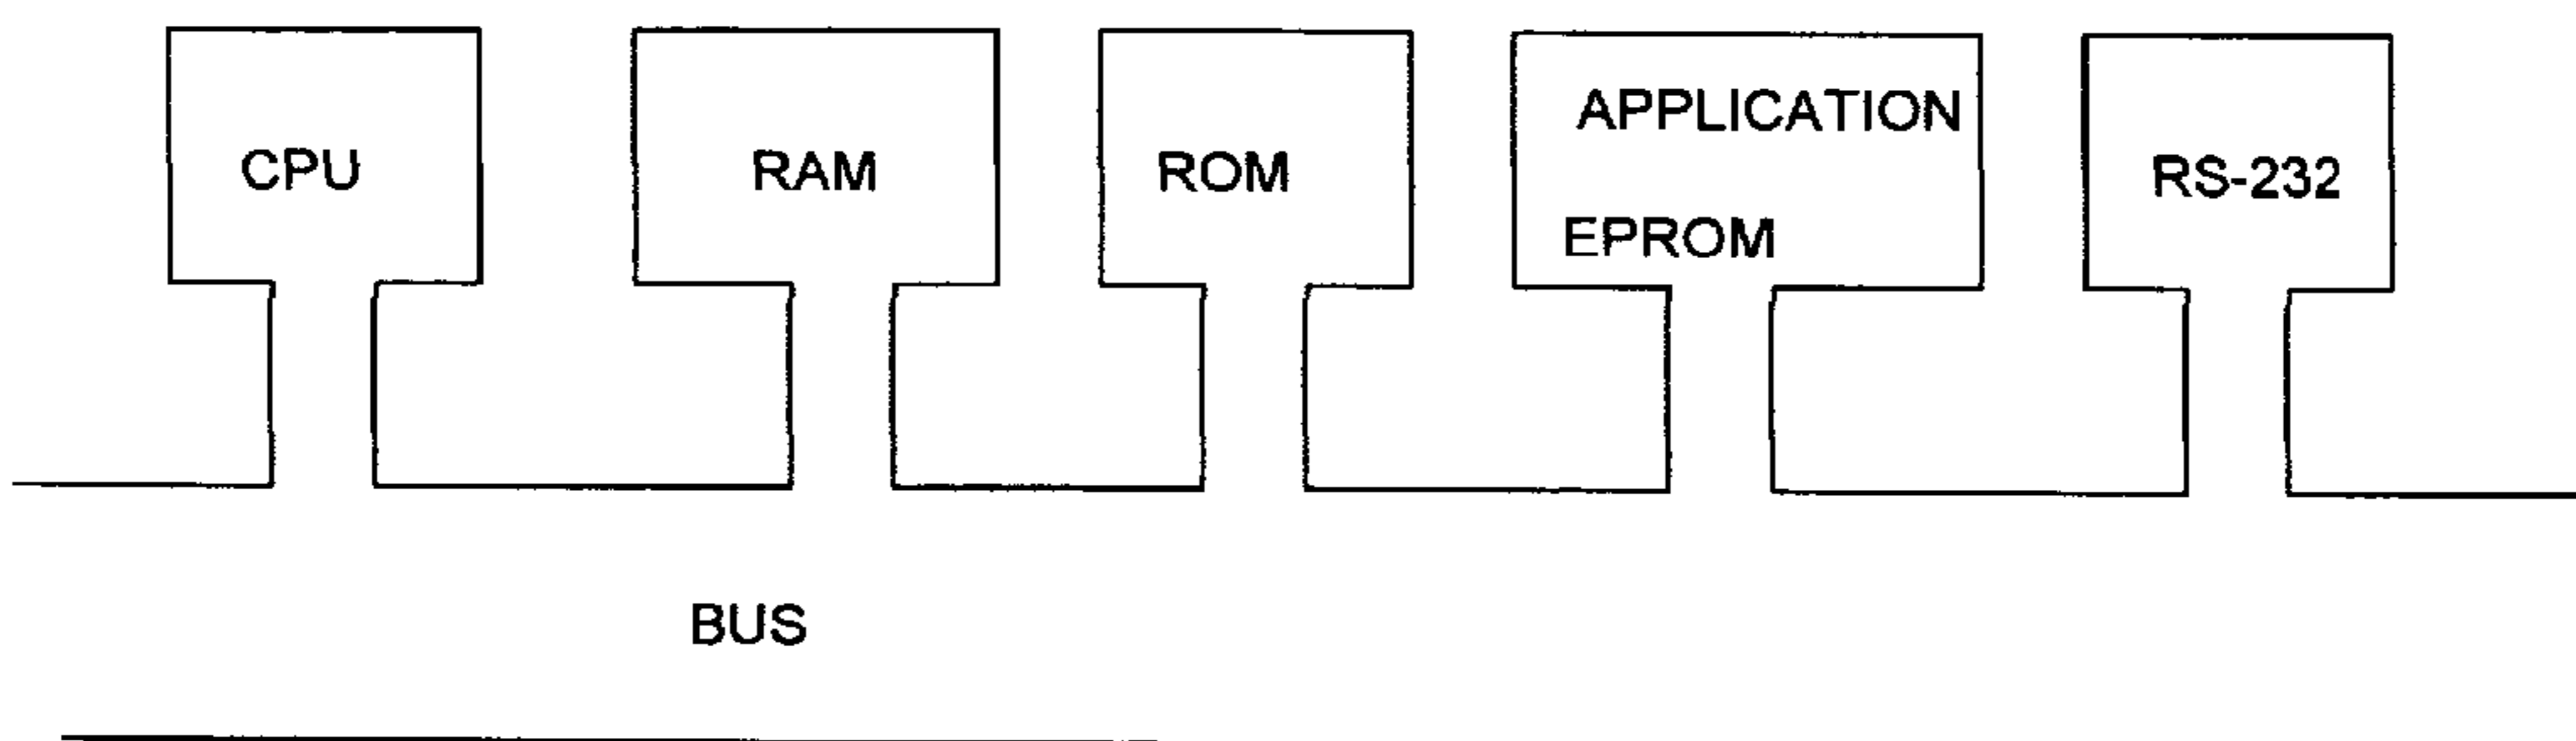 CPU
RAM
ROM
APPLICATION
EPROM
RS-232
BUS